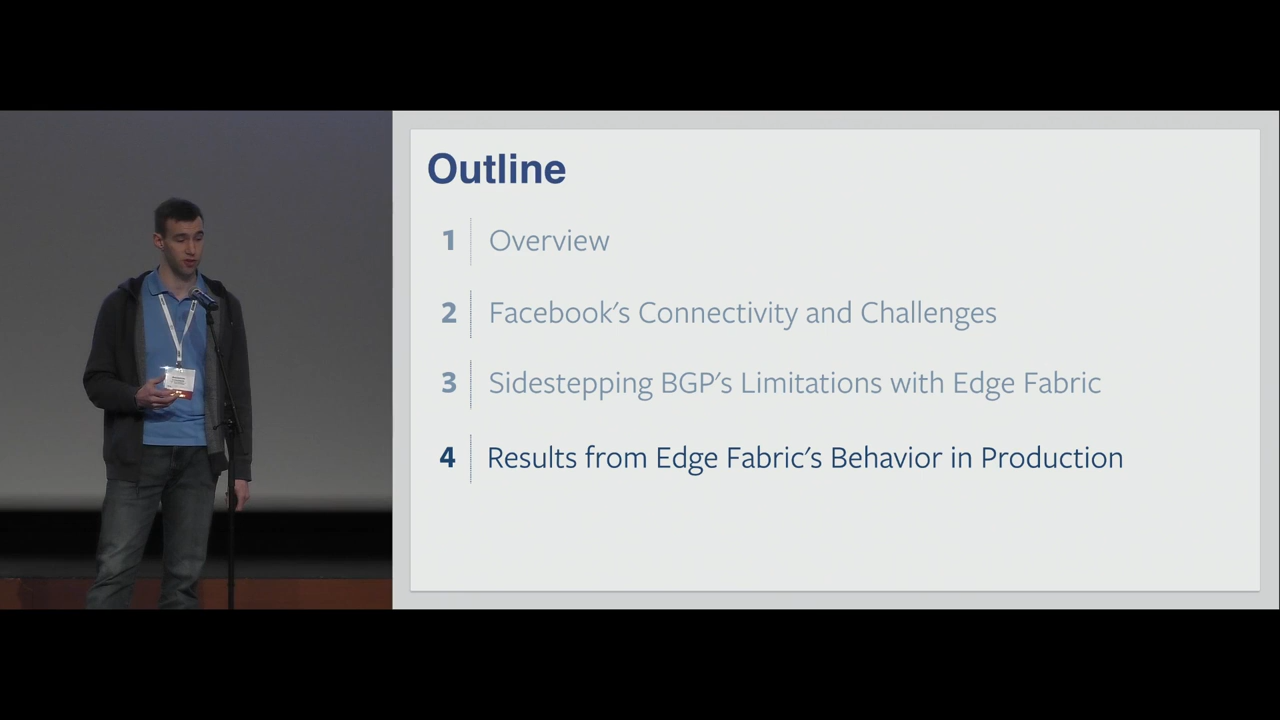 Outline
1 Overview
2 Facebook's Connectivity and Challenges
3 Sidestepping BGP's Limitations with Edge Fabric
4 Results from Edge Fabric's Behavior in Production